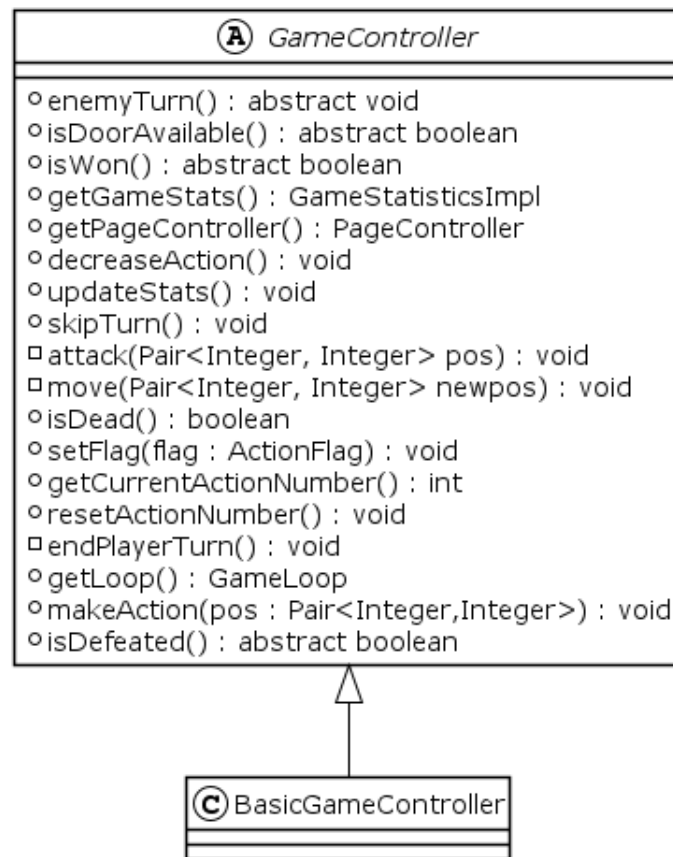 A GameController
enemyTurn() : abstract void
isDoorAvailable() : abstract boolean
isWon() : abstract boolean
getGameStats() : GameStatisticsImpl
getPageController() : PageController
decreaseAction() : void
updateStats() : void
skipTurn() : void
attack(Pair<Integer, Integer> pos) : void
move(Pair<Integer, Integer> newpos) : void
isDead() : boolean
setFlag(flag : ActionFlag) : void
getCurrentActionNumber() : int
resetActionNumber() : void
endPlayerTurn() : void
getLoop() : GameLoop
makeAction(pos : Pair<Integer,Integer>) : void
isDefeated() : abstract boolean
C BasicGameController